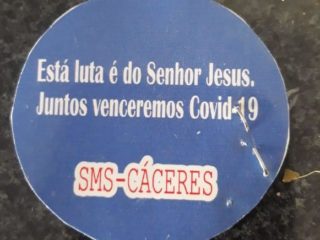 Está luta é do Senhor Jesus.
Juntos venceremos Covid-19
SMS-CÁCERES